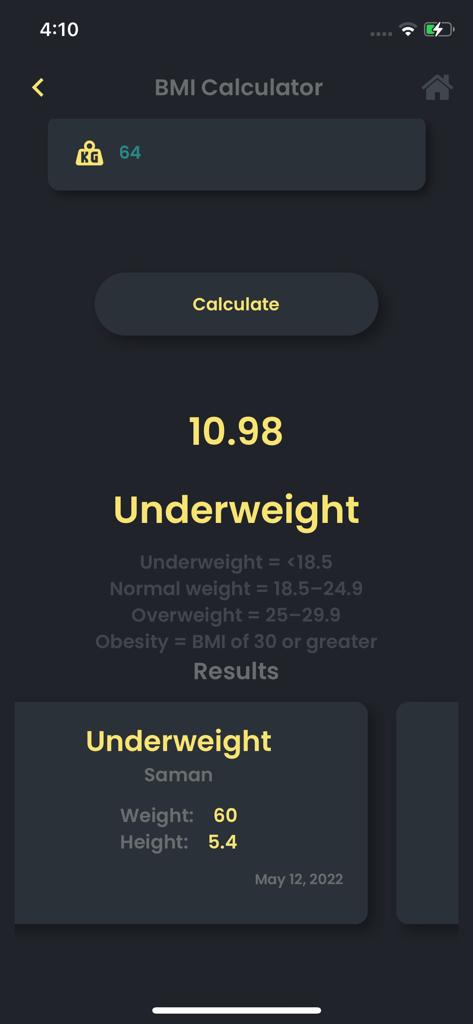 4:10
BMI Calculator
KG 64
Calculate
10.98
Underweight
Underweight = <18.5
Normal weight = 18.5–24.9
Overweight = 25–29.9
Obesity = BMI of 30 or greater
Results
Underweight
Saman
Weight: 60
Height: 5.4
May 12, 2022